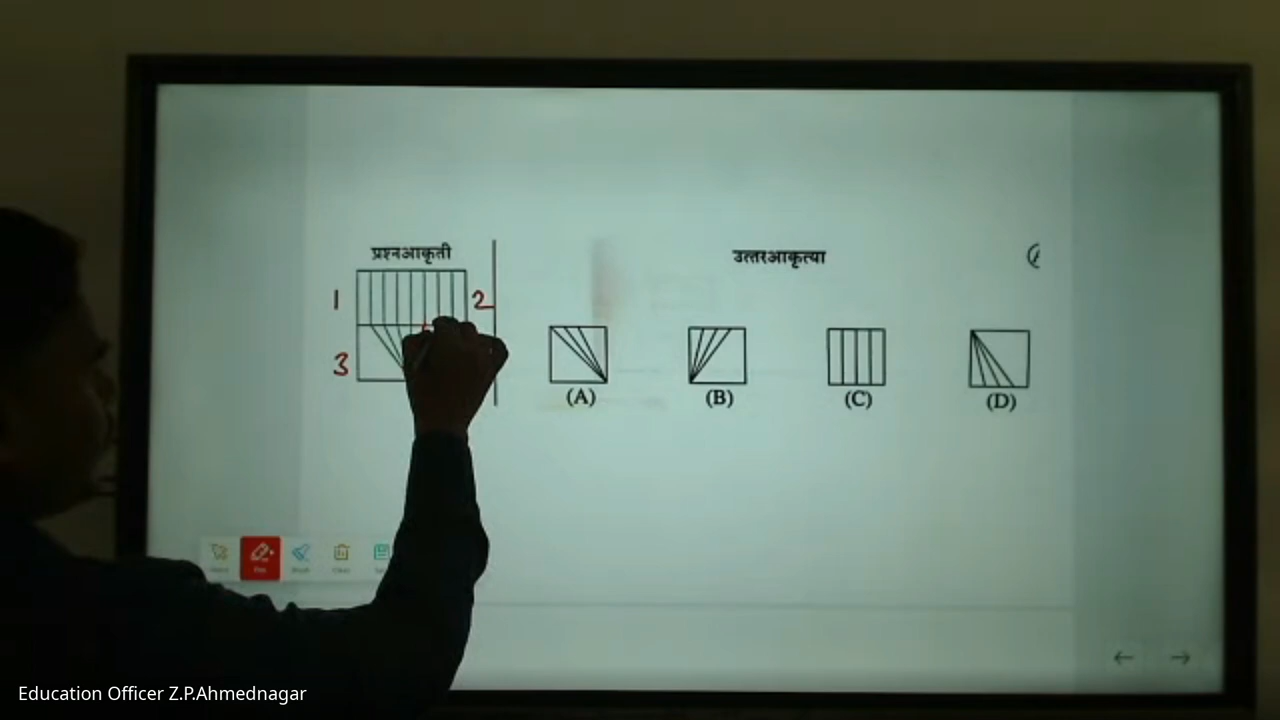 प्रश्नआकृती
उत्तरआकृत्या
1
2
3
(A)
(B)
(C)
(D)
Education Officer Z.P.Ahmednagar